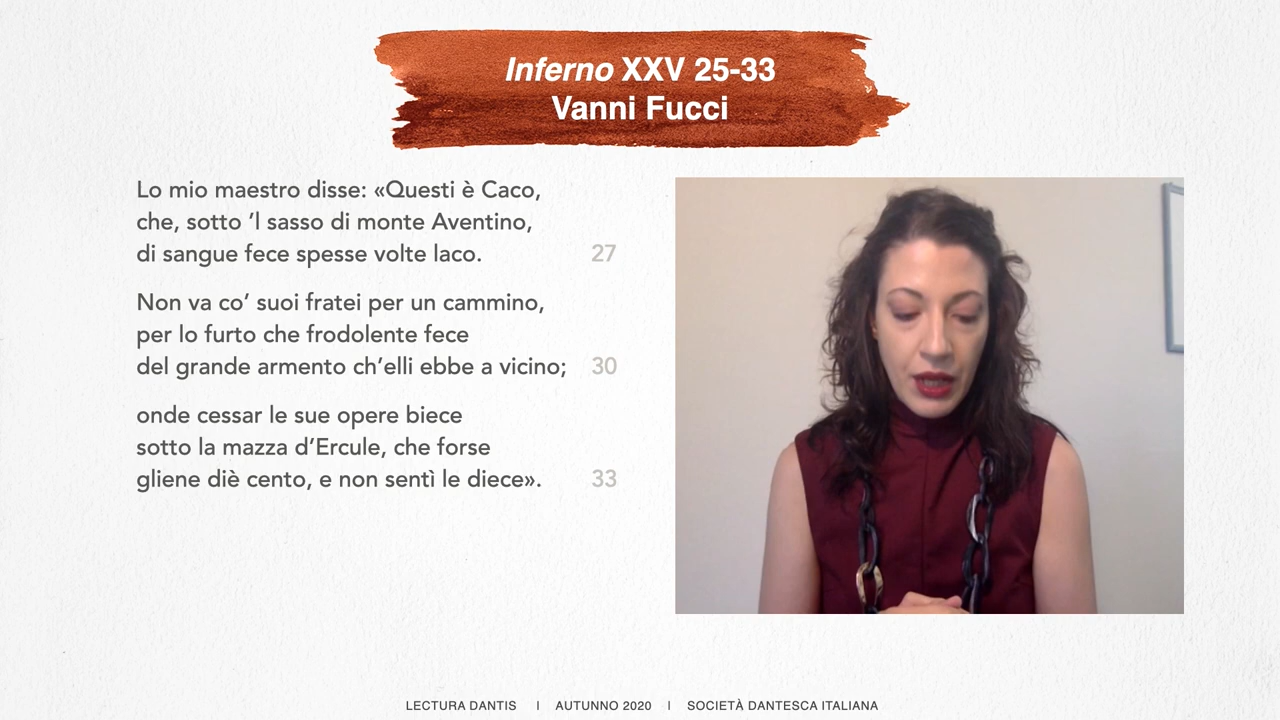 Inferno XXV 25-33
Vanni Fucci
Lo mio maestro disse: «Questi è Caco,
che, sotto ’l sasso di monte Aventino,
di sangue fece spesse volte laco. 27
Non va co’ suoi fratei per un cammino,
per lo furto che frodolente fece
del grande armento ch’elli ebbe a vicino; 30
onde cessar le sue opere biece
sotto la mazza d’Ercule, che forse
gliene diè cento, e non sentì le diece». 33
LECTURA DANTIS | AUTUNNO 2020 | SOCIETÀ DANTESCA ITALIANA